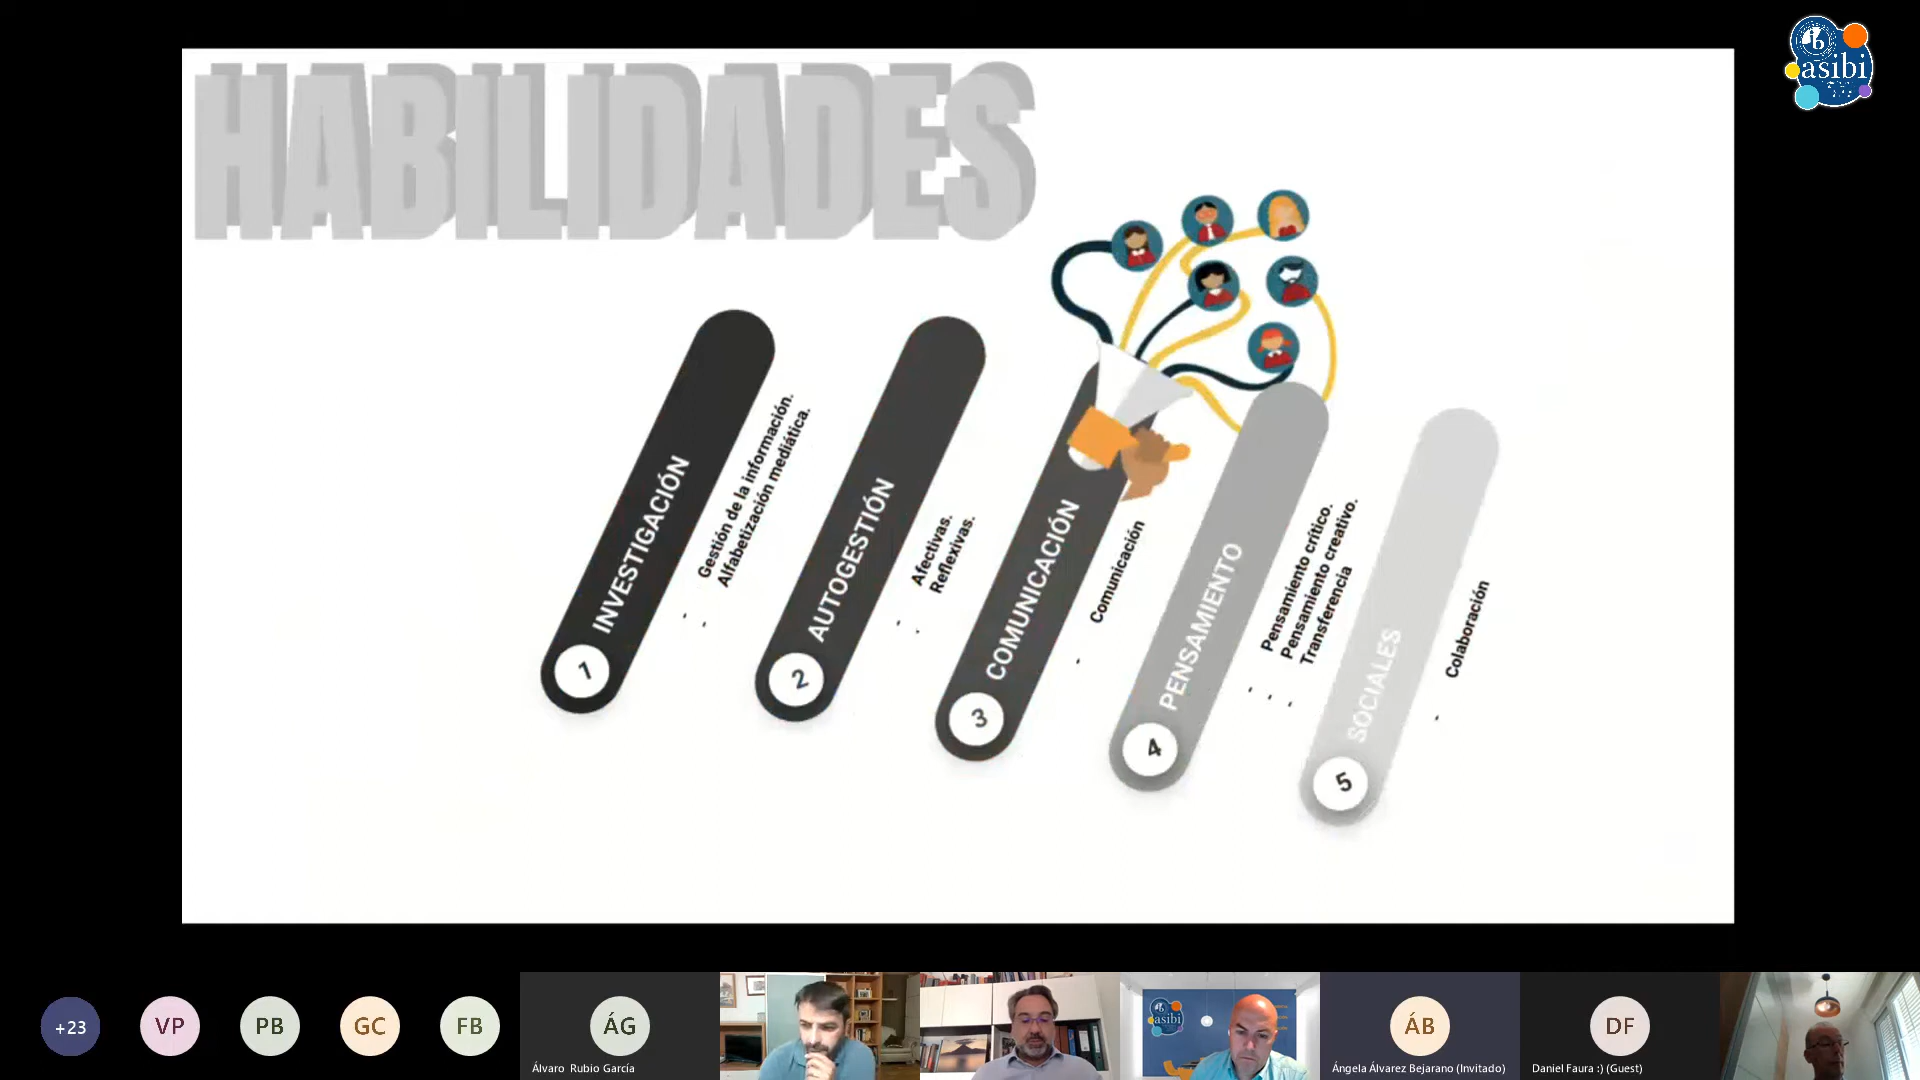 HABILIDADES
ib
asibi
1
INVESTIGACIÓN
Gestión de la información.
Alfabetización mediática.
2
AUTOGESTIÓN
Afectivas.
Reflexivas.
3
COMUNICACIÓN
Comunicación
4
PENSAMIENTO
Pensamiento crítico.
Pensamiento creativo.
Transferencia
5
SOCIALES
Colaboración
+23
VP
PB
GC
FB
ÁG
Álvaro Rubio García
asibi
ÁB
Ángela Álvarez Bejarano (Invitado)
DF
Daniel Faura :) (Guest)